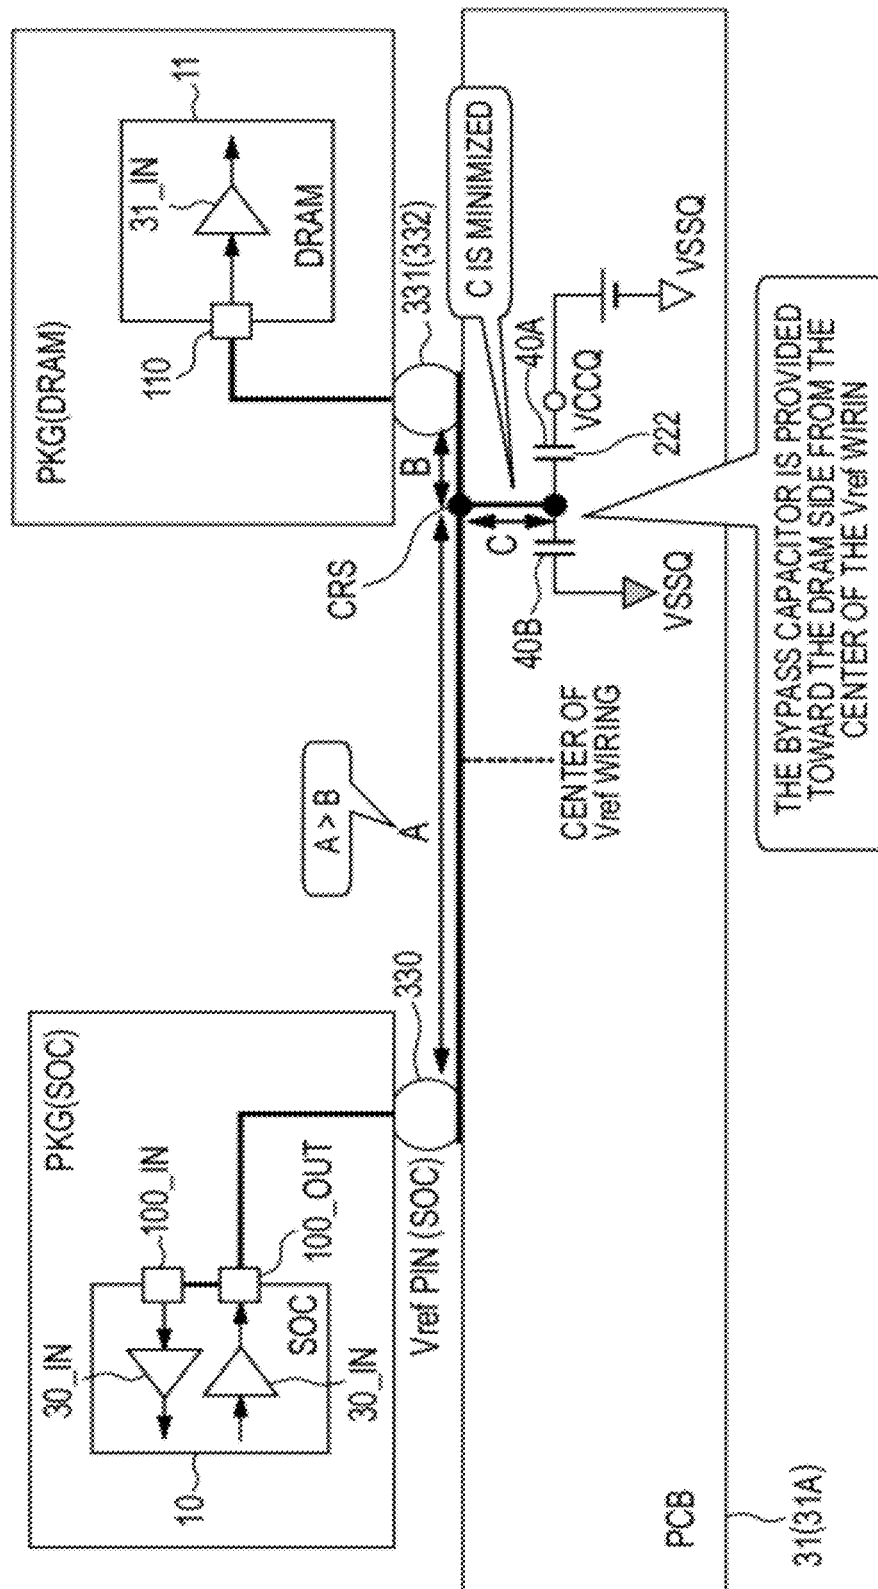 PKG(SOC)
100_IN
30_IN
SOC
30_IN
100_OUT
10
Vref PIN (SOC)
330
A > B
A
PKG(DRAM)
11
31_IN
DRAM
110
331(332)
B
CRS
C IS MINIMIZED
C
40A
40B
VCCQ
222
VSSQ
VSSQ
CENTER OF
Vref WIRING
THE BYPASS CAPACITOR IS PROVIDED
TOWARD THE DRAM SIDE FROM THE
CENTER OF THE Vref WIRIN
PCB
31(31A)